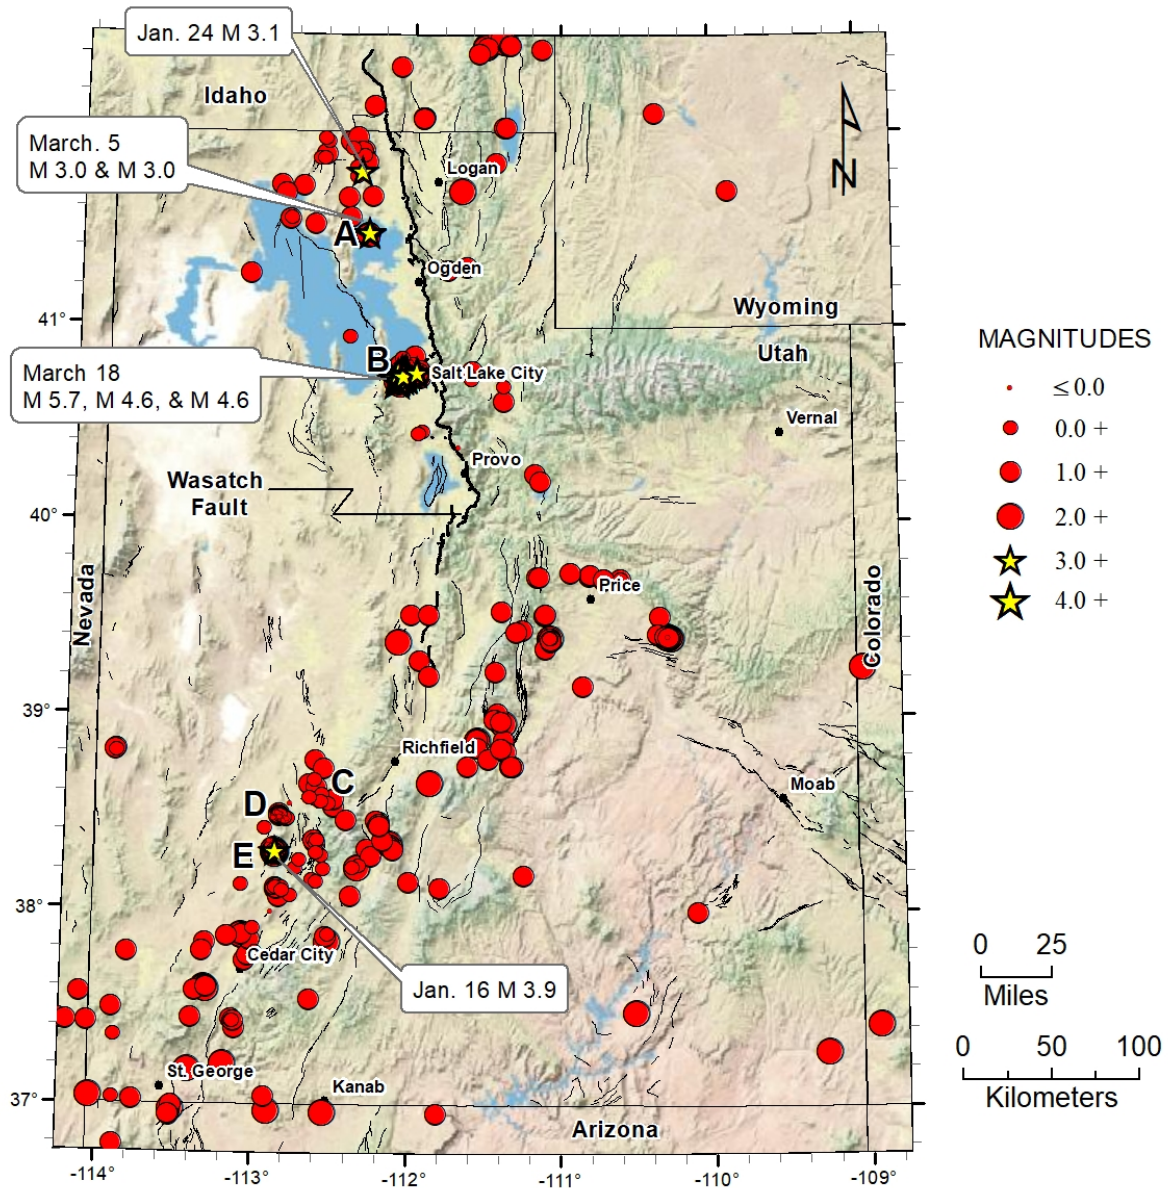 Jan. 24 M 3.1
Idaho
March. 5
M 3.0 & M 3.0
Logan
A
Ogden
Wyoming
41°
Utah
B
Salt Lake City
March 18
M 5.7, M 4.6, & M 4.6
Vernal
Provo
Wasatch
Fault
40°
Price
Nevada
Colorado
39°
Richfield
C
Moab
D
E
38°
Cedar City
Jan. 16 M 3.9
St. George
Kanab
37°
Arizona
-114°
-113°
-112°
-111°
-110°
-109°
N
MAGNITUDES
≤ 0.0
0.0 +
1.0 +
2.0 +
3.0 +
4.0 +
0 25
Miles
0 50 100
Kilometers